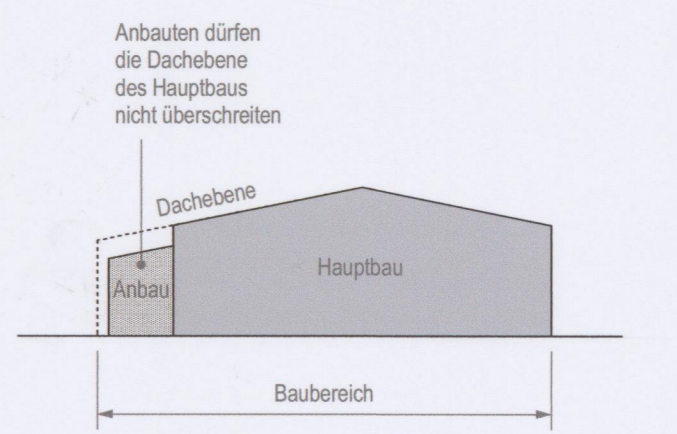 Anbauten dürfen
die Dachebene
des Hauptbaus
nicht überschreiten
Dachebene
Hauptbau
Anbau
Baubereich